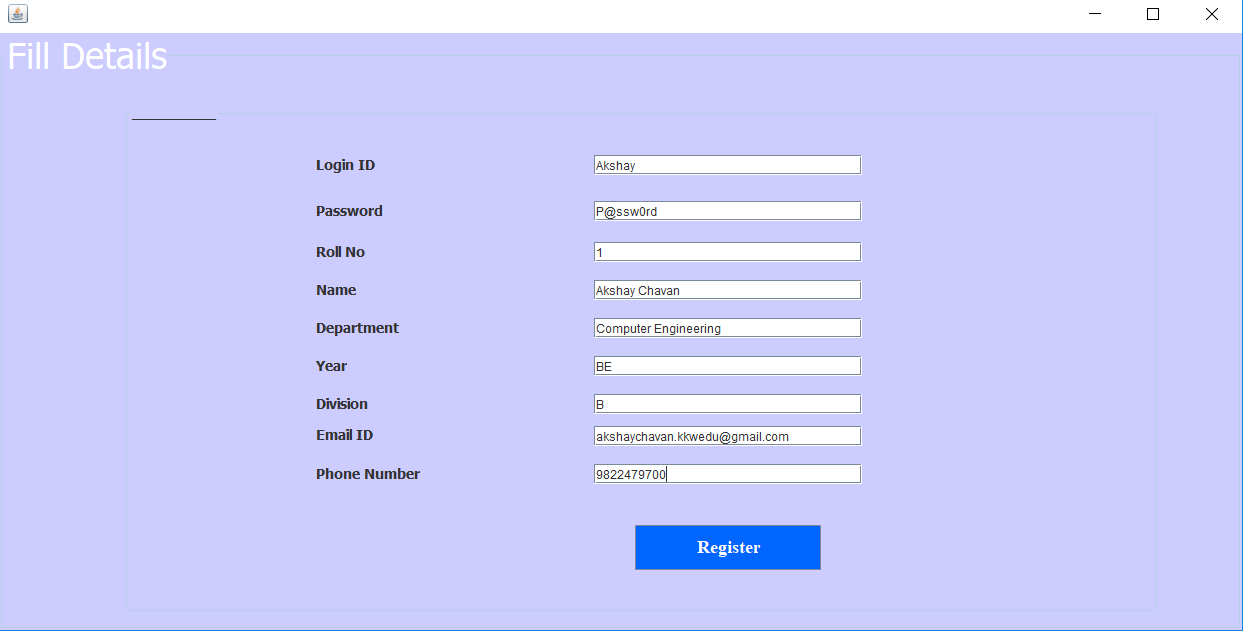 Fill Details
Login ID Akshay
Password P@ssw0rd
Roll No 1
Name Akshay Chavan
Department Computer Engineering
Year BE
Division B
Email ID akshaychavan.kkwedu@gmail.com
Phone Number 9822479700
Register